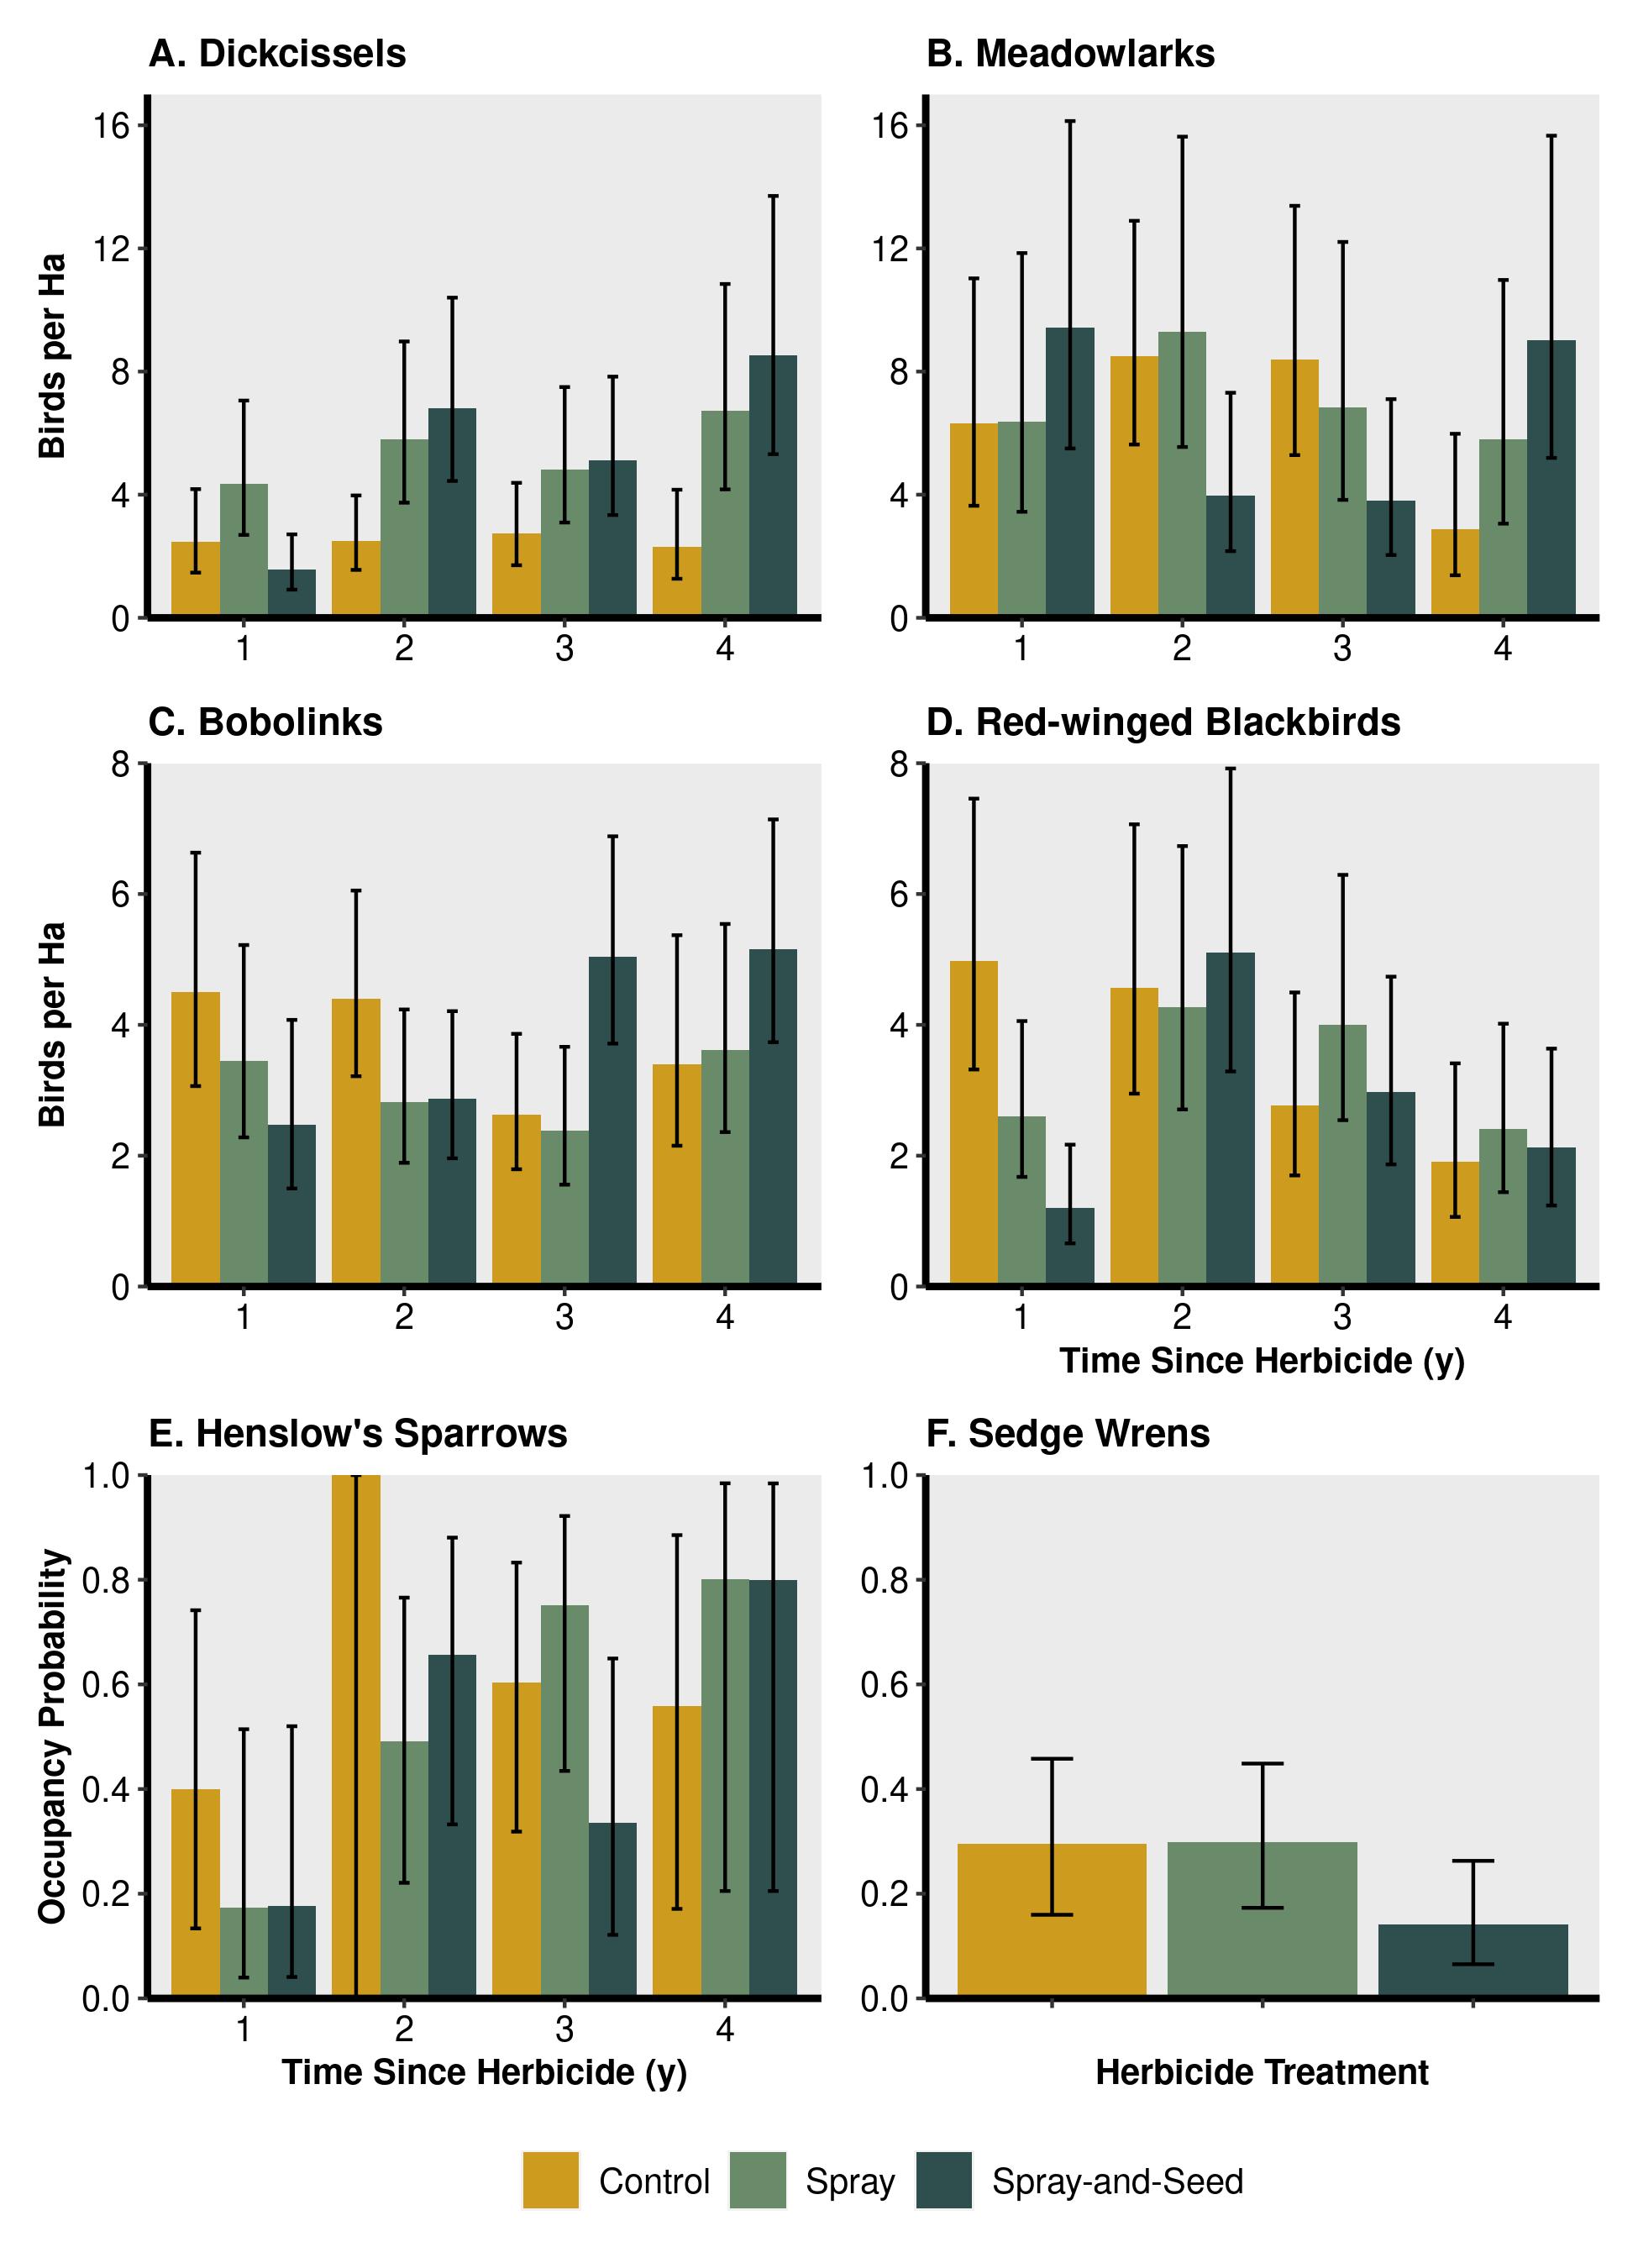 A. Dickcissels
B. Meadowlarks
Birds per Ha
16
12
8
4
0
1 2 3 4
16
12
8
4
0
1 2 3 4
C. Bobolinks
D. Red-winged Blackbirds
Birds per Ha
8
6
4
2
0
1 2 3 4
8
6
4
2
0
1 2 3 4
Time Since Herbicide (y)
E. Henslow's Sparrows
F. Sedge Wrens
Occupancy Probability
1.0
0.8
0.6
0.4
0.2
0.0
1 2 3 4
Time Since Herbicide (y)
1.0
0.8
0.6
0.4
0.2
0.0
Herbicide Treatment
Control Spray Spray-and-Seed